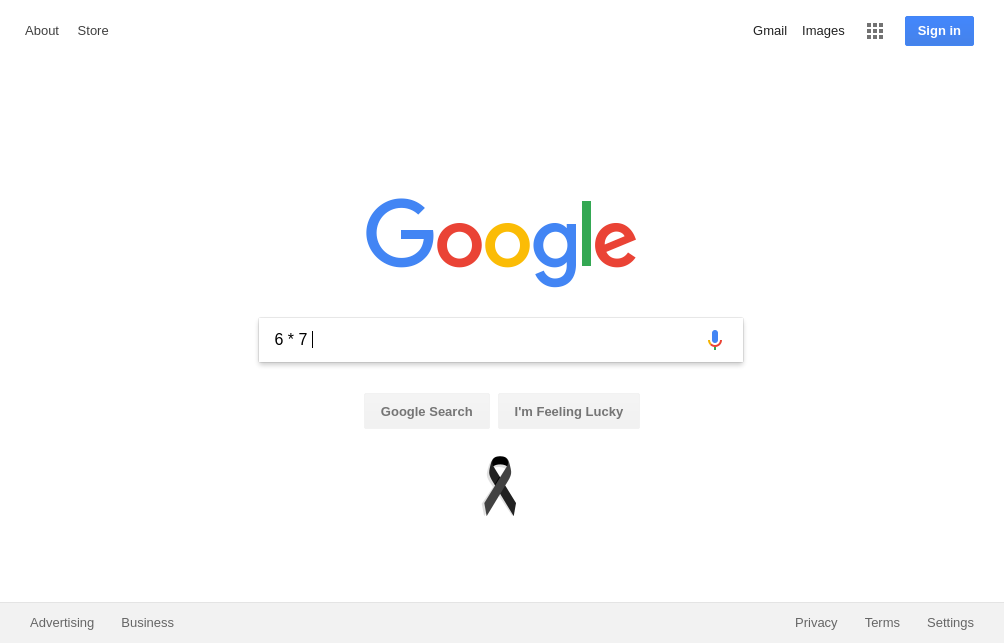 About Store Gmail Images Sign in
Google
6 * 7
Google Search I'm Feeling Lucky
Advertising Business Privacy Terms Settings